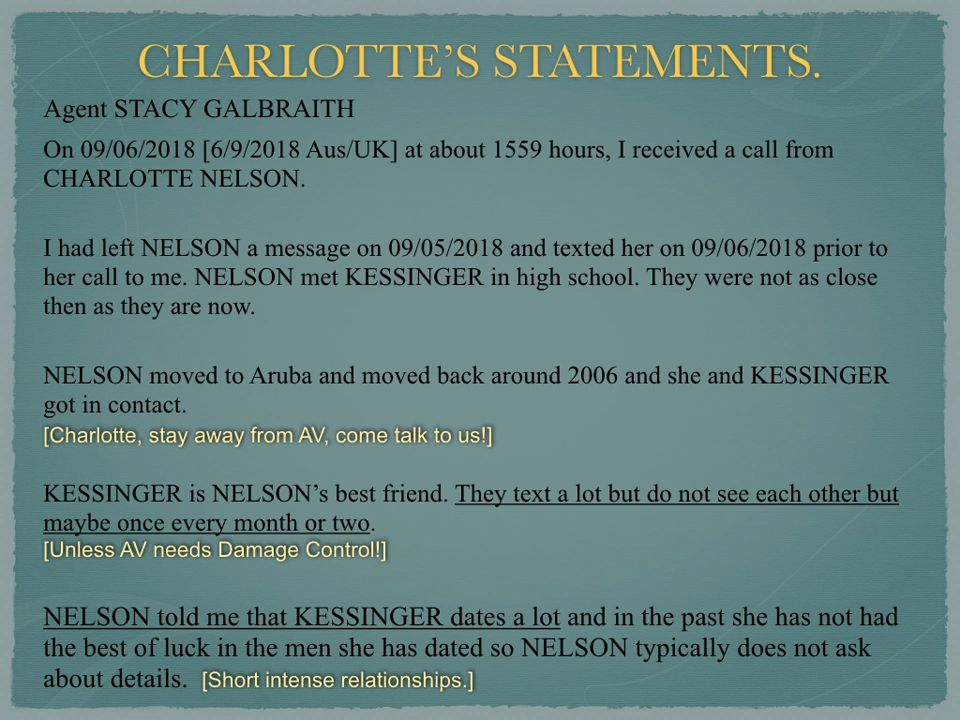 CHARLOTTE’S STATEMENTS.
Agent STACY GALBRAITH
On 09/06/2018 [6/9/2018 Aus/UK] at about 1559 hours, I received a call from
CHARLOTTE NELSON.
I had left NELSON a message on 09/05/2018 and texted her on 09/06/2018 prior to
her call to me. NELSON met KESSINGER in high school. They were not as close
then as they are now.
NELSON moved to Aruba and moved back around 2006 and she and KESSINGER
got in contact.
[Charlotte, stay away from AV, come talk to us!]
KESSINGER is NELSON’s best friend. They text a lot but do not see each other but
maybe once every month or two.
[Unless AV needs Damage Control!]
NELSON told me that KESSINGER dates a lot and in the past she has not had
the best of luck in the men she has dated so NELSON typically does not ask
about details. [Short intense relationships.]